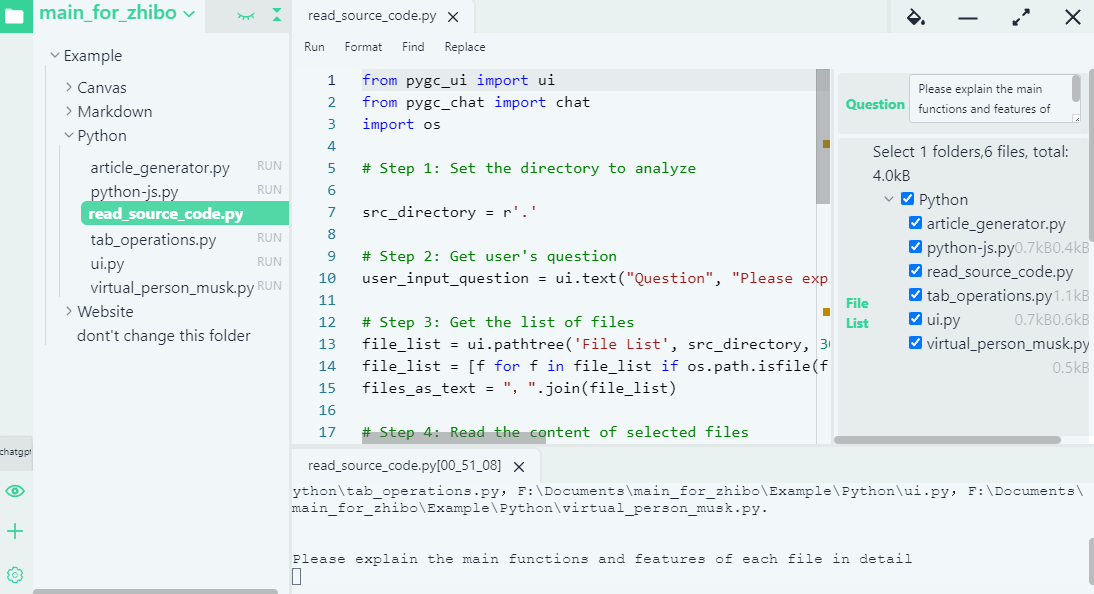 main_for_zhibo
Example
Canvas
Markdown
Python
article_generator.py RUN
python-js.py RUN
read_source_code.py
tab_operations.py RUN
ui.py RUN
virtual_person_musk.py RUN
Website
dont't change this folder
chatgpt
read_source_code.py
Run Format Find Replace
1 from pygc_ui import ui
2 from pygc_chat import chat
3 import os
4
5 # Step 1: Set the directory to analyze
6
7 src_directory = r'.'
8
9 # Step 2: Get user's question
10 user_input_question = ui.text("Question", "Please exp
11
12 # Step 3: Get the list of files
13 file_list = ui.pathtree('File List', src_directory, 30
14 file_list = [f for f in file_list if os.path.isfile(f
15 files_as_text = ", ".join(file_list)
16
17 # Step 4: Read the content of selected files
Question
Please explain the main
functions and features of
File
List
Select 1 folders,6 files, total:
4.0kB
Python
article_generator.py
python-js.py 0.7kB0.4kB
read_source_code.py
tab_operations.py 1.1kB
ui.py 0.7kB0.6kB
virtual_person_musk.py
0.5kB
read_source_code.py[00_51_08]
ython\tab_operations.py, F:\Documents\main_for_zhibo\Example\Python\ui.py, F:\Documents\
main_for_zhibo\Example\Python\virtual_person_musk.py.
Please explain the main functions and features of each file in detail